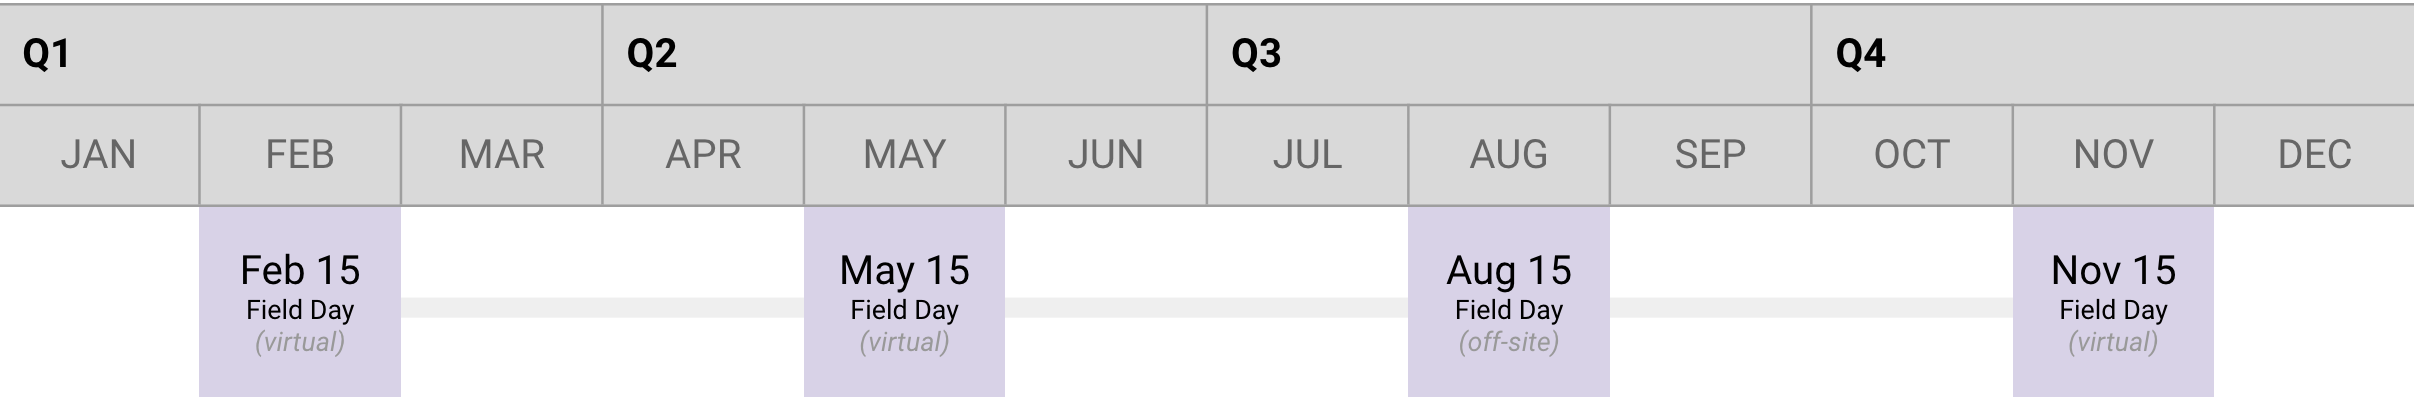 Q1 Q2 Q3 Q4
JAN FEB MAR APR MAY JUN JUL AUG SEP OCT NOV DEC
Feb 15
Field Day
(virtual)
May 15
Field Day
(virtual)
Aug 15
Field Day
(off-site)
Nov 15
Field Day
(virtual)